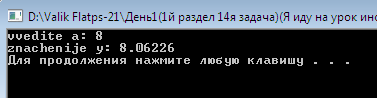 D:\Valik Flatps-21\День1(1й раздел 14я задача)(Я иду на урок инс
vvedite a: 8
znachenije y: 8.06226
Для продолжения нажмите любую клавишу . . .